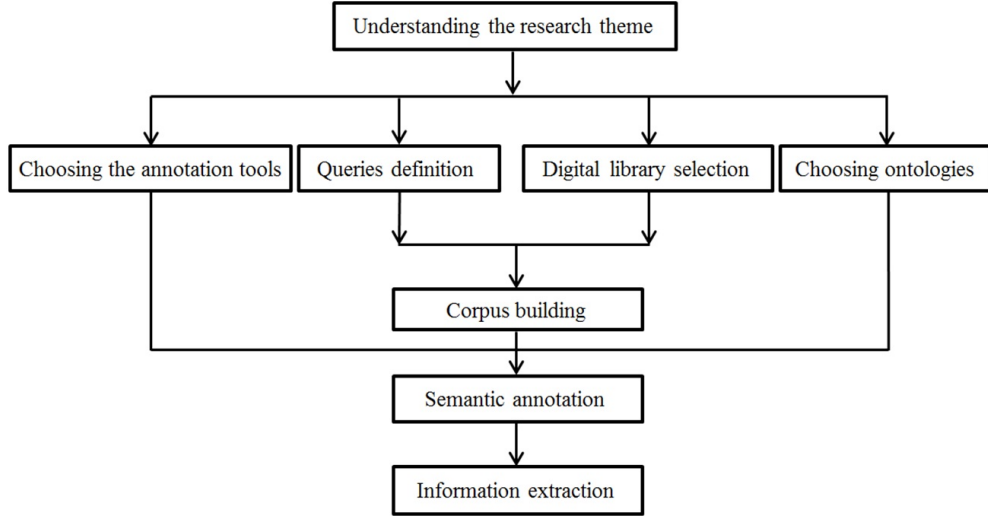 Understanding the research theme
Choosing the annotation tools
Queries definition
Digital library selection
Choosing ontologies
Corpus building
Semantic annotation
Information extraction